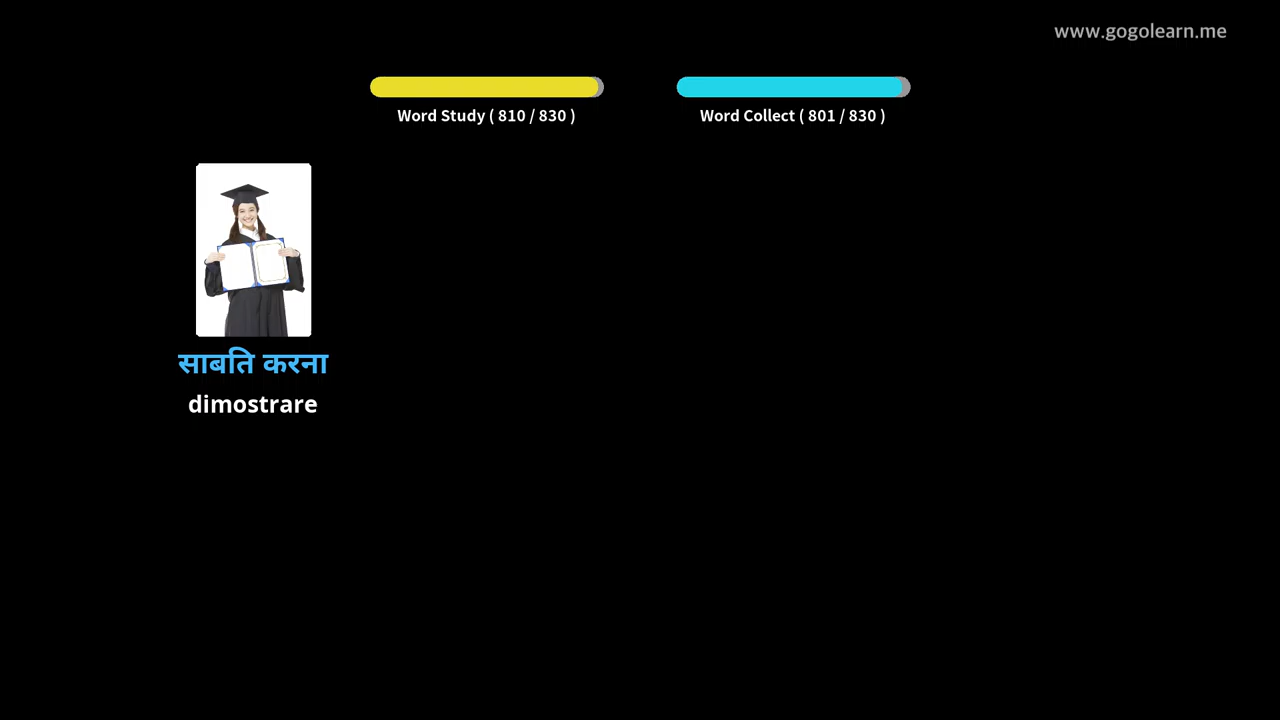 www.gogolearn.me
Word Study ( 810 / 830 )
Word Collect ( 801 / 830 )
साबति करना
dimostrare